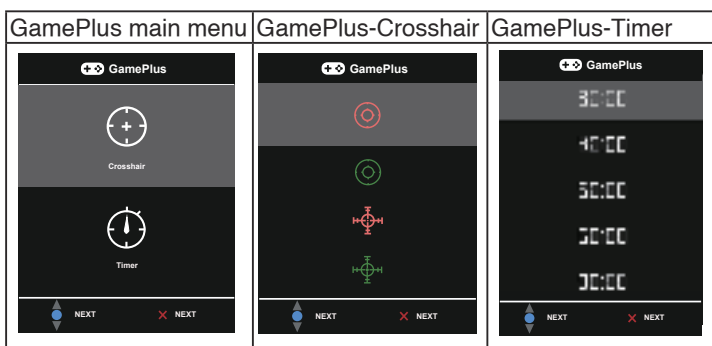 GamePlus main menu
GamePlus-Crosshair
GamePlus-Timer
GamePlus
Crosshair
Timer
NEXT
NEXT
GamePlus
NEXT
NEXT
GamePlus
NEXT
NEXT